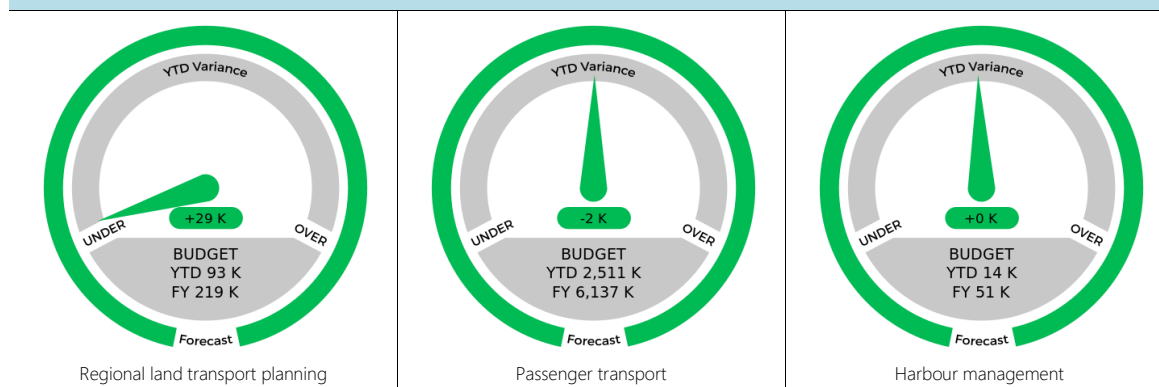 YTD Variance
+29 K
UNDER
OVER
BUDGET
YTD 93 K
FY 219 K
Forecast
Regional land transport planning
YTD Variance
-2 K
UNDER
OVER
BUDGET
YTD 2,511 K
FY 6,137 K
Forecast
Passenger transport
YTD Variance
+0 K
UNDER
OVER
BUDGET
YTD 14 K
FY 51 K
Forecast
Harbour management